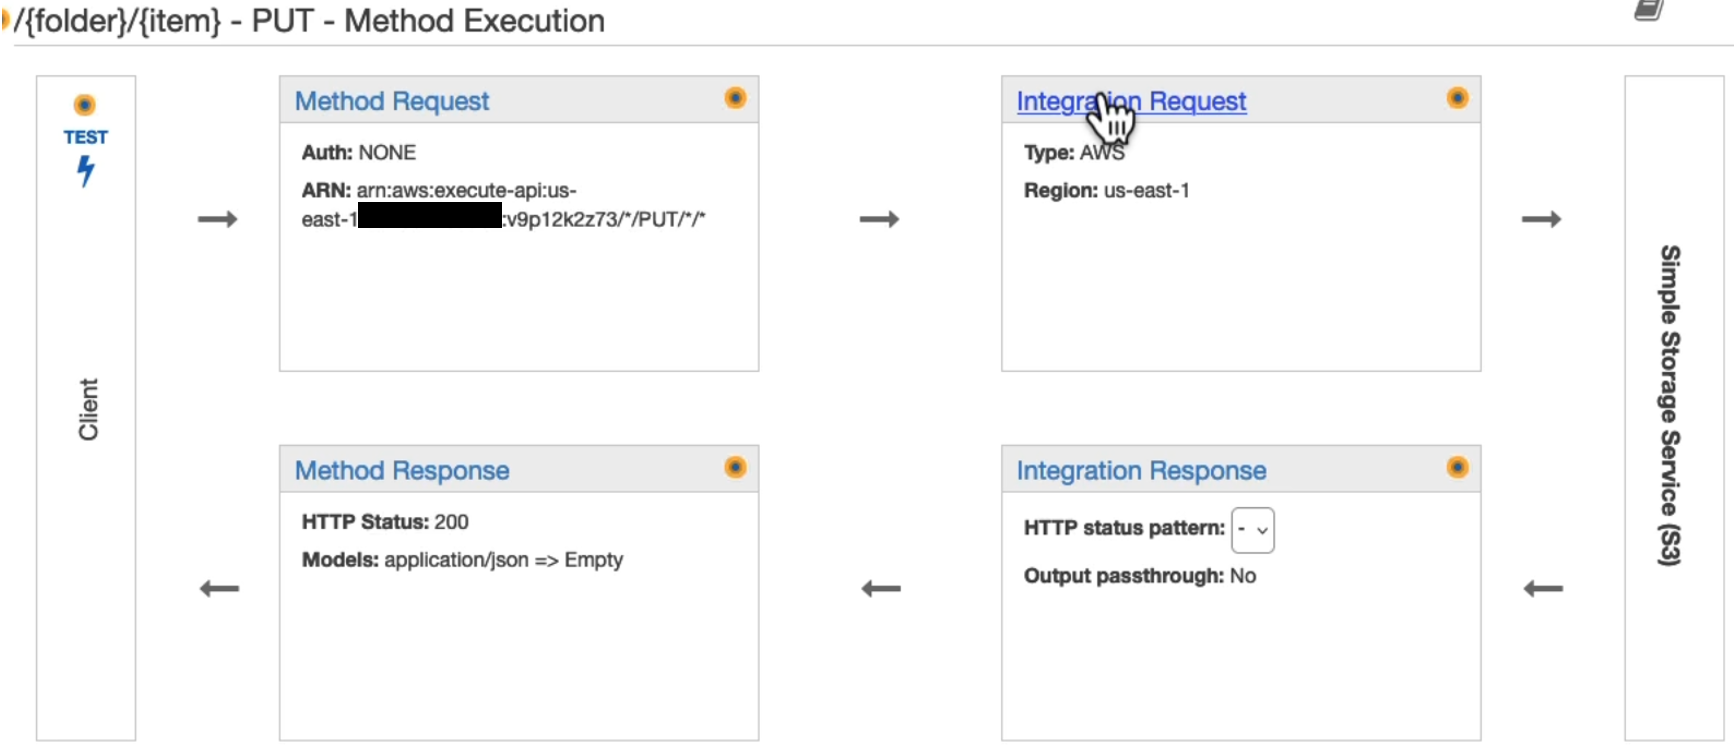 /{folder}/{item} - PUT - Method Execution
TEST
Client
Method Request
Auth: NONE
ARN: arn:aws:execute-api:us-
east-1 :v9p12k2z73/*/PUT/*/*
Integration Request
Type: AWS
Region: us-east-1
Method Response
HTTP Status: 200
Models: application/json => Empty
Integration Response
HTTP status pattern: -
Output passthrough: No
Simple Storage Service (S3)